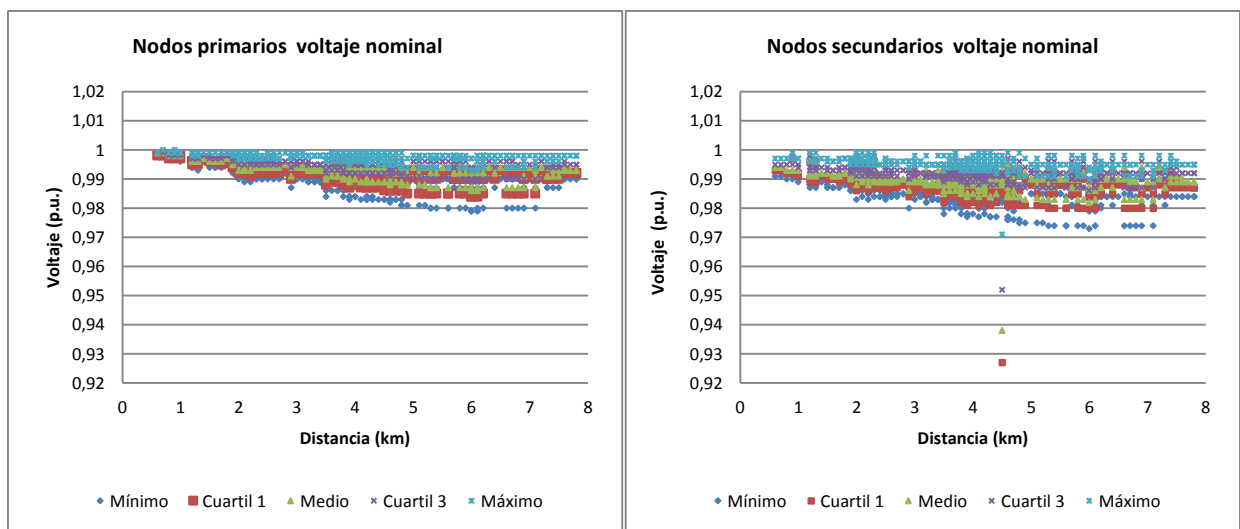 Nodos primarios voltaje nominal
1,02
1,01
1
0,99
0,98
0,97
0,96
0,95
0,94
0,93
0,92
Voltaje (p.u.)
0 1 2 3 4 5 6 7 8
Distancia (km)
Mínimo Cuartil 1 Medio Cuartil 3 Máximo
Nodos secundarios voltaje nominal
1,02
1,01
1
0,99
0,98
0,97
0,96
0,95
0,94
0,93
0,92
Voltaje (p.u.)
0 1 2 3 4 5 6 7 8
Distancia (km)
Mínimo Cuartil 1 Medio Cuartil 3 Máximo